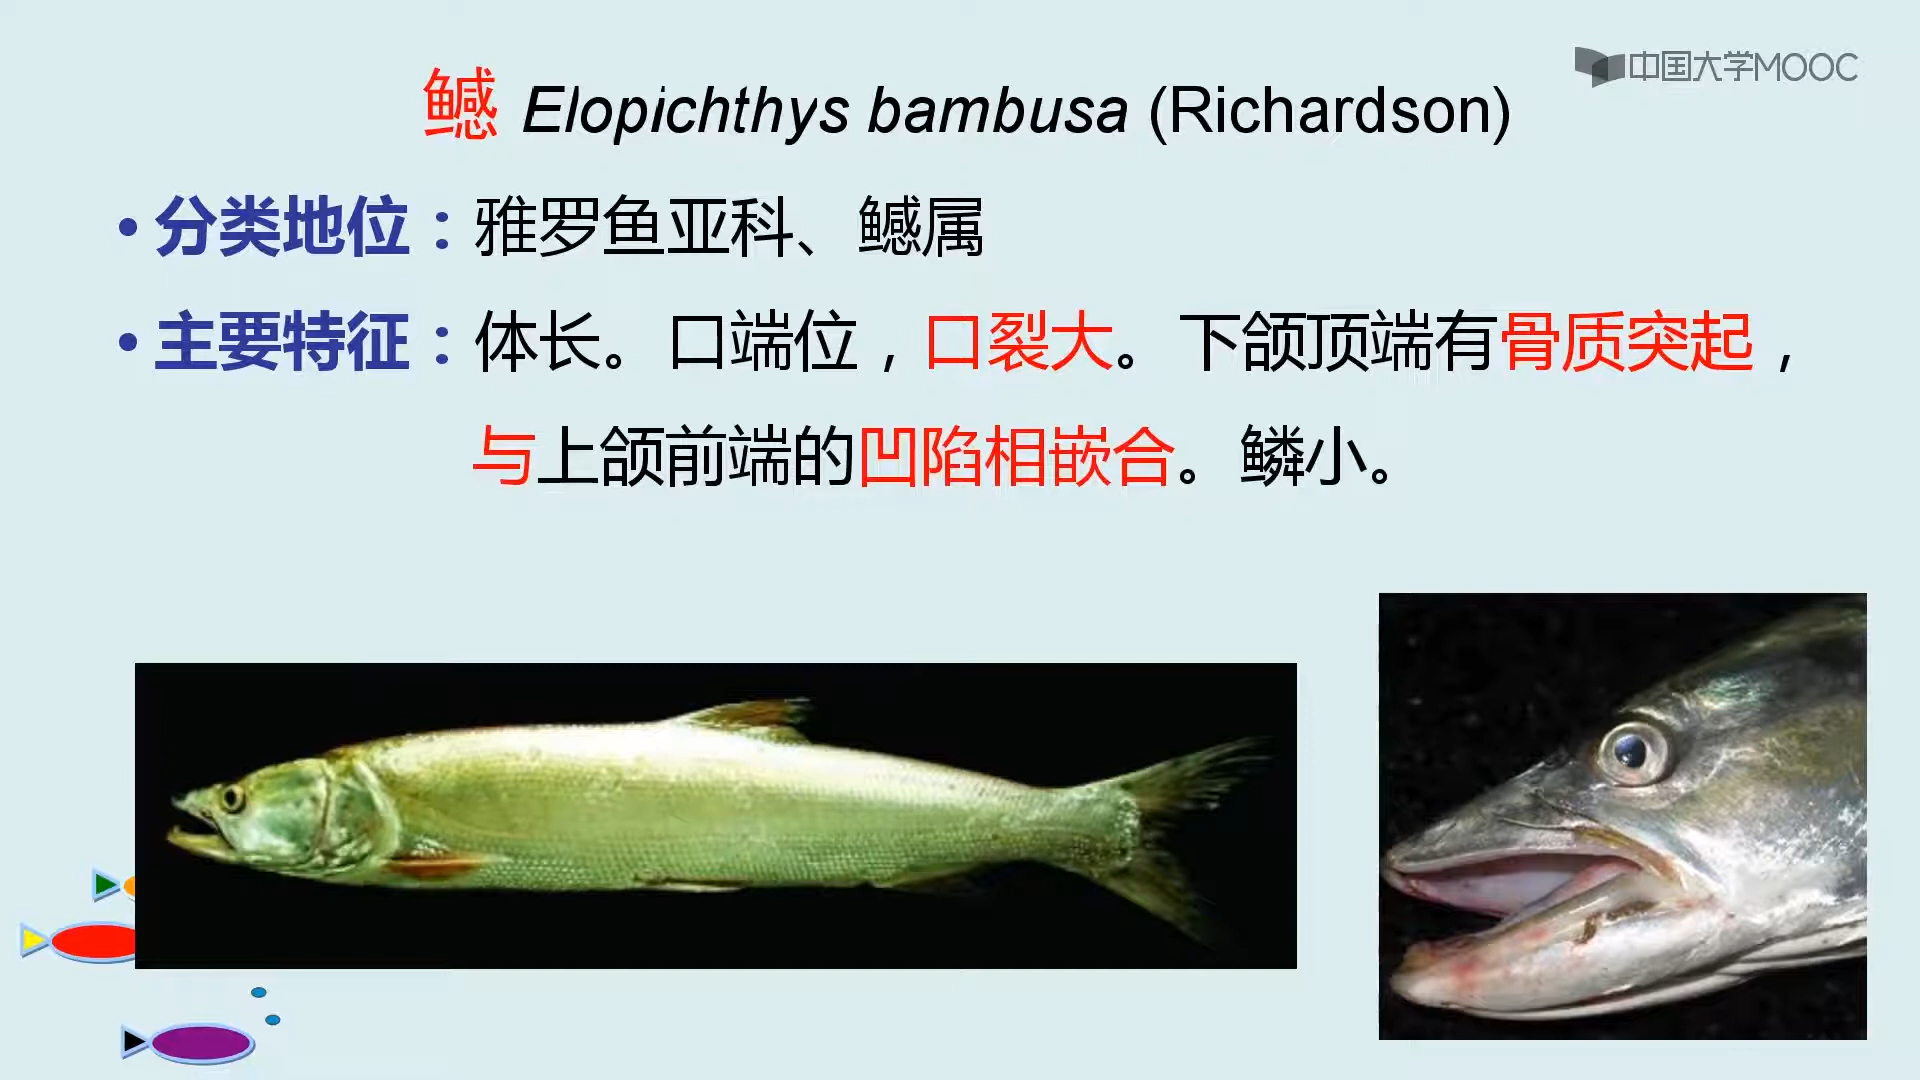 中国大学MOOC
鳡 Elopichthys bambusa (Richardson)
• 分类地位：雅罗鱼亚科、鳡属
• 主要特征：体长。口端位，口裂大。下颌顶端有骨质突起，
与上颌前端的凹陷相嵌合。鳞小。